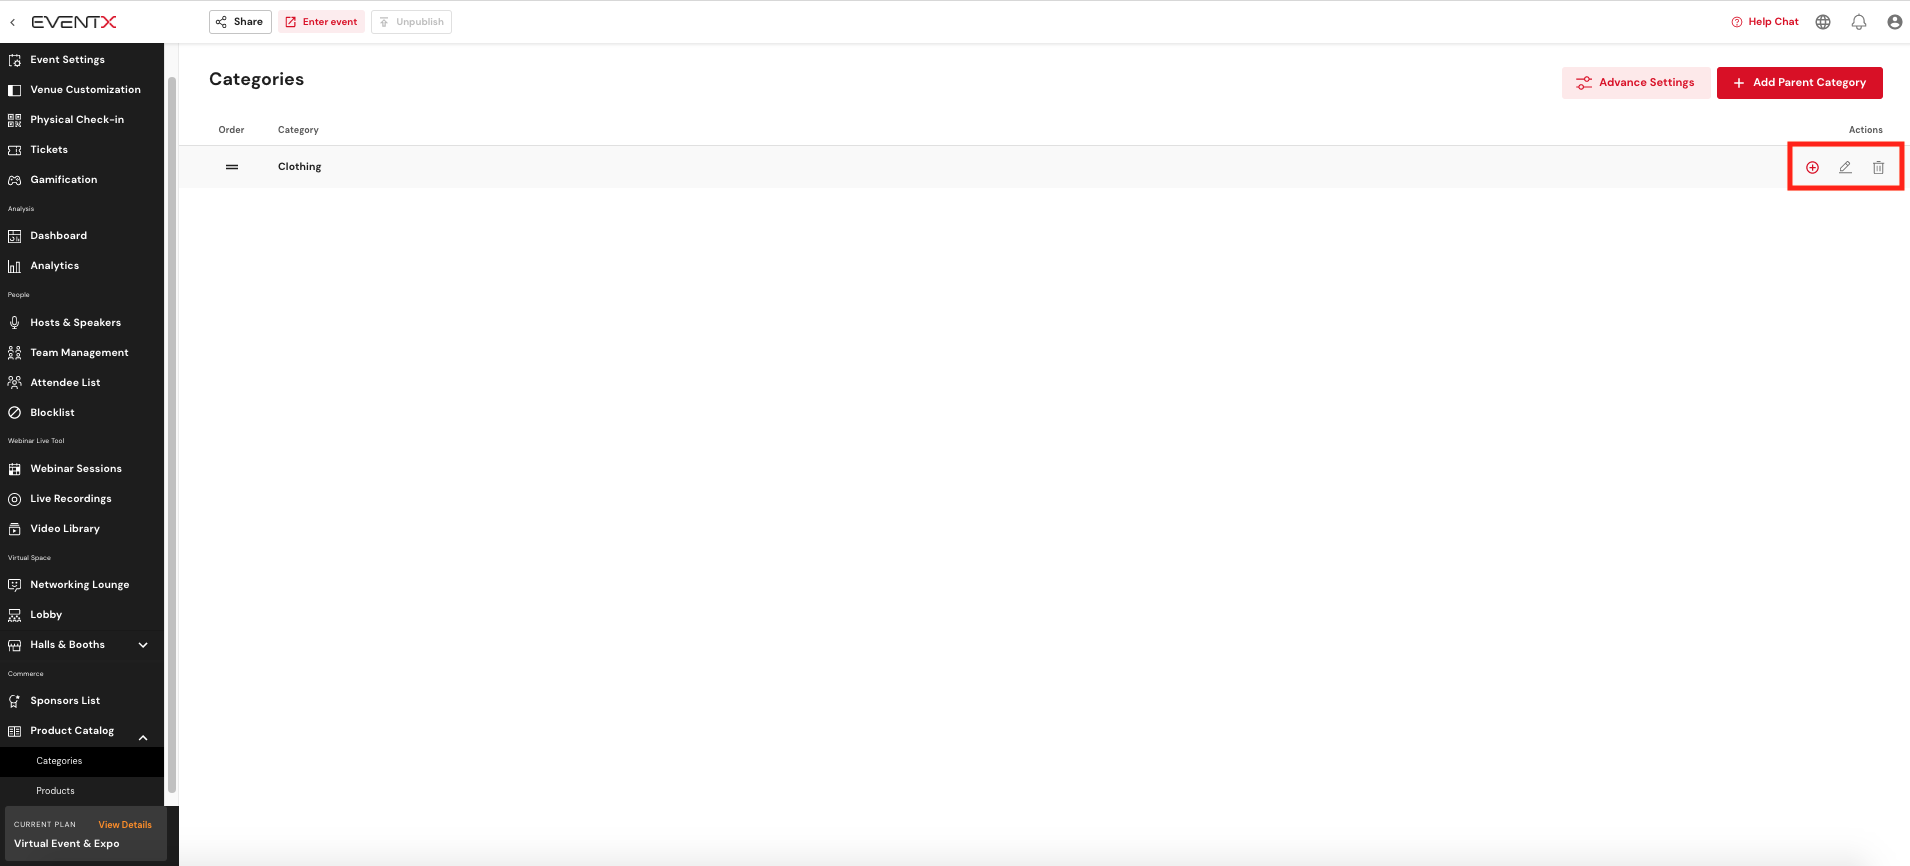 EVENTX
Share
Enter event
Unpublish
Help Chat
Event Settings
Venue Customization
Physical Check-in
Tickets
Gamification
Analysis
Dashboard
Analytics
People
Hosts & Speakers
Team Management
Attendee List
Blocklist
Webinar Live Tool
Webinar Sessions
Live Recordings
Video Library
Virtual Space
Networking Lounge
Lobby
Halls & Booths
Commerce
Sponsors List
Product Catalog
Categories
Products
CURRENT PLAN View Details
Virtual Event & Expo
Categories
Advance Settings
Add Parent Category
Order Category Actions
Clothing